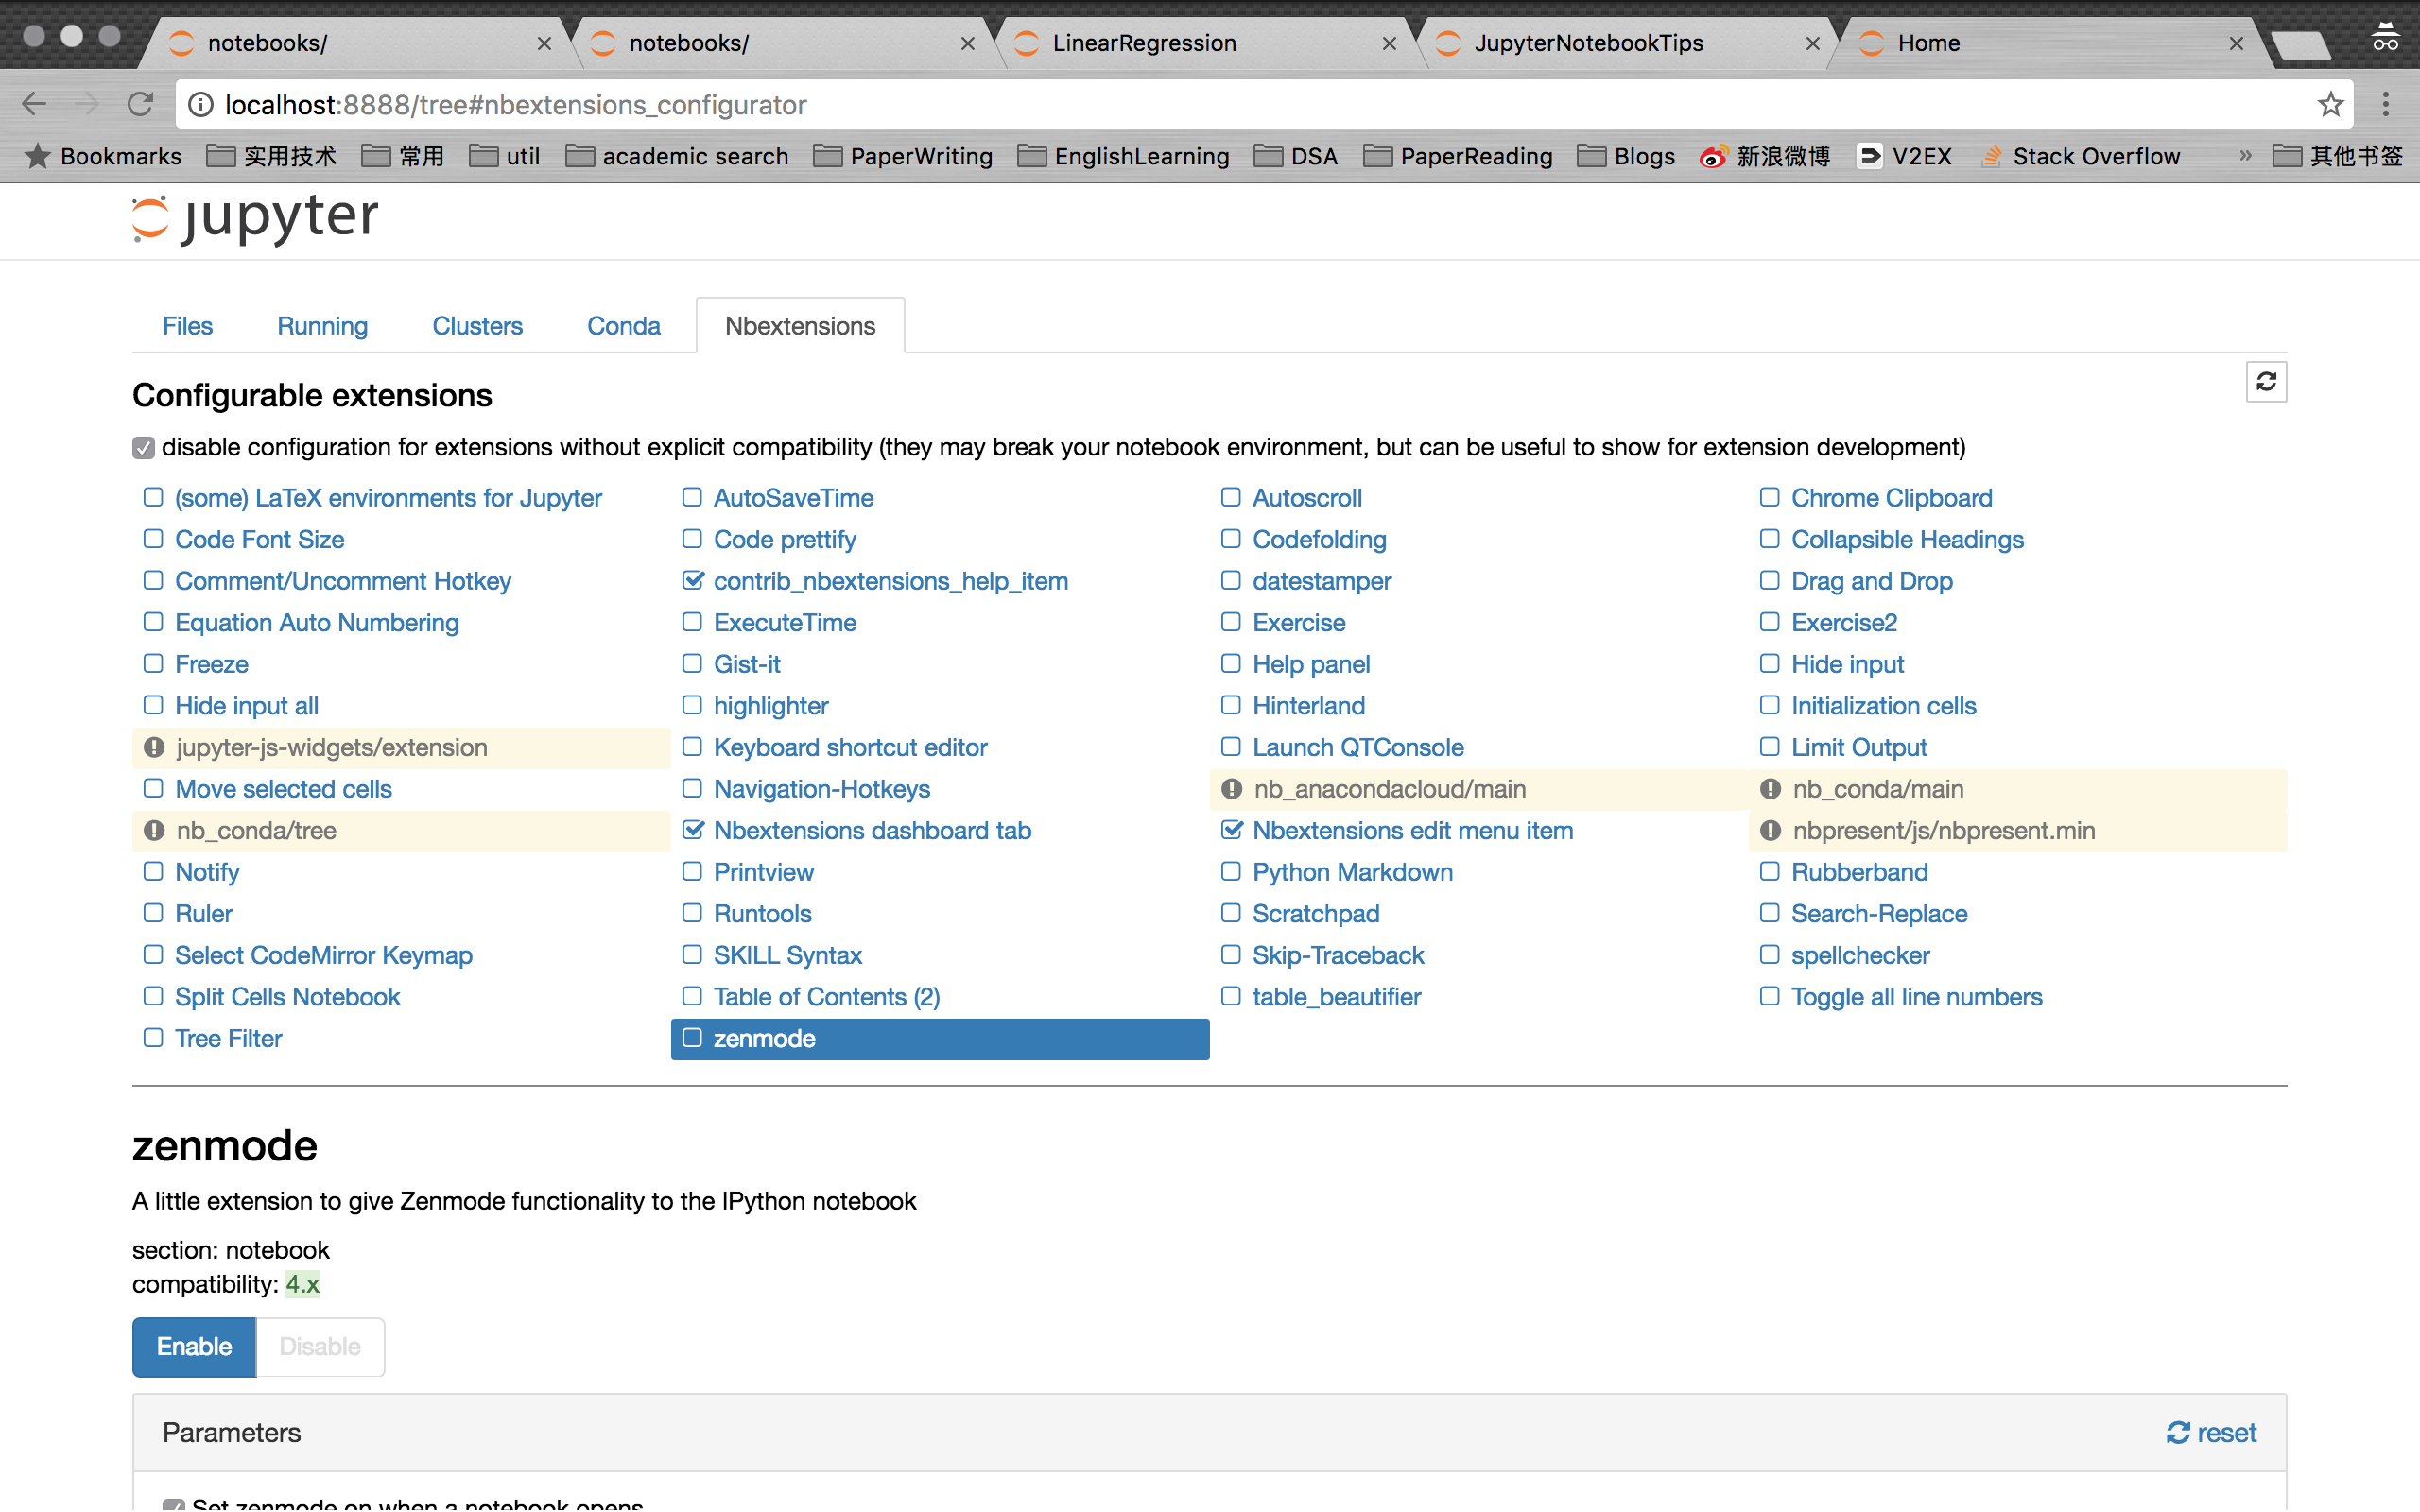 notebooks/ notebooks/ LinearRegression JupyterNotebookTips Home
localhost:8888/tree#nbextensions_configurator
Bookmarks 实用技术 常用 util academic search PaperWriting EnglishLearning DSA PaperReading Blogs 新浪微博 V2EX Stack Overflow » 其他书签
jupyter
Files Running Clusters Conda Nbextensions
Configurable extensions
disable configuration for extensions without explicit compatibility (they may break your notebook environment, but can be useful to show for extension development)
(some) LaTeX environments for Jupyter AutoSaveTime Autoscroll Chrome Clipboard
Code Font Size Code prettify Codefolding Collapsible Headings
Comment/Uncomment Hotkey contrib_nbextensions_help_item datestamper Drag and Drop
Equation Auto Numbering ExecuteTime Exercise Exercise2
Freeze Gist-it Help panel Hide input
Hide input all highlighter Hinterland Initialization cells
jupyter-js-widgets/extension Keyboard shortcut editor Launch QTConsole Limit Output
Move selected cells Navigation-Hotkeys nb_anacondacloud/main nb_conda/main
nb_conda/tree Nbextensions dashboard tab Nbextensions edit menu item nbpresent/js/nbpresent.min
Notify Printview Python Markdown Rubberband
Ruler Runtools Scratchpad Search-Replace
Select CodeMirror Keymap SKILL Syntax Skip-Traceback spellchecker
Split Cells Notebook Table of Contents (2) table_beautifier Toggle all line numbers
Tree Filter zenmode
zenmode
A little extension to give Zenmode functionality to the IPython notebook
section: notebook
compatibility: 4.x
Enable Disable
Parameters reset
Set zenmode on when a notebook opens